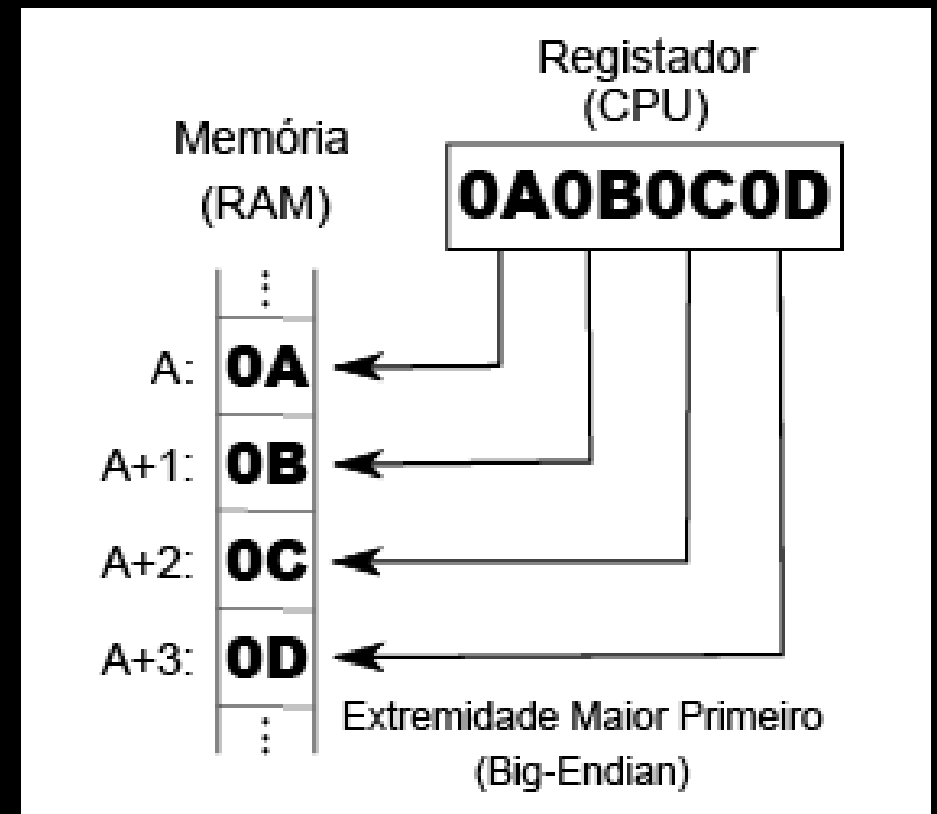 Registador
(CPU)
Memória
(RAM)
0A0B0C0D
A: 0A
A+1: 0B
A+2: 0C
A+3: 0D
Extremidade Maior Primeiro
(Big-Endian)